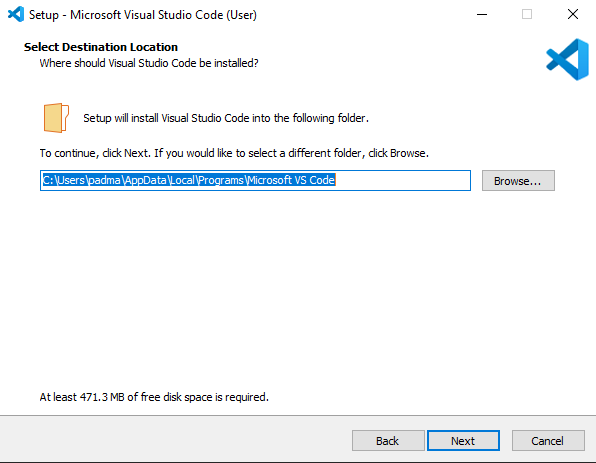 Setup - Microsoft Visual Studio Code (User)
Select Destination Location
Where should Visual Studio Code be installed?
Setup will install Visual Studio Code into the following folder.
To continue, click Next. If you would like to select a different folder, click Browse.
C:\Users\padma\AppData\Local\Programs\Microsoft VS Code
Browse...
At least 471.3 MB of free disk space is required.
Back
Next
Cancel